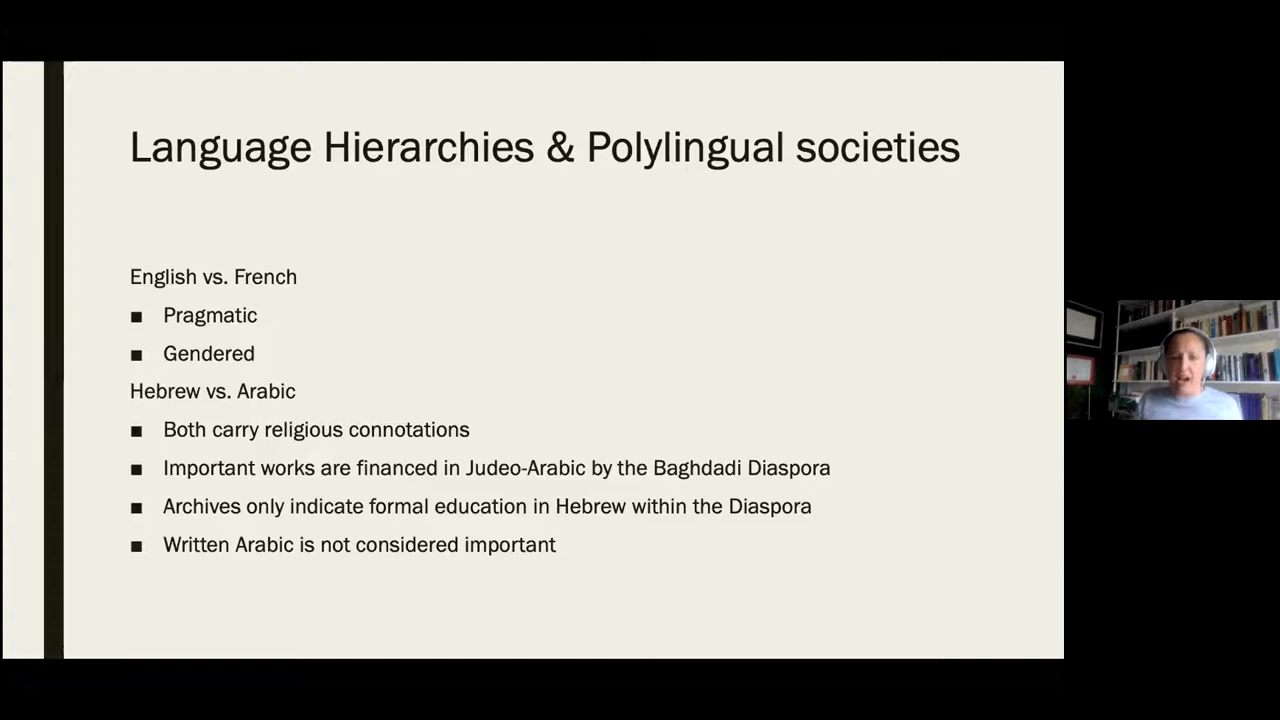 Language Hierarchies & Polylingual societies
English vs. French
■ Pragmatic
■ Gendered
Hebrew vs. Arabic
■ Both carry religious connotations
■ Important works are financed in Judeo-Arabic by the Baghdadi Diaspora
■ Archives only indicate formal education in Hebrew within the Diaspora
■ Written Arabic is not considered important